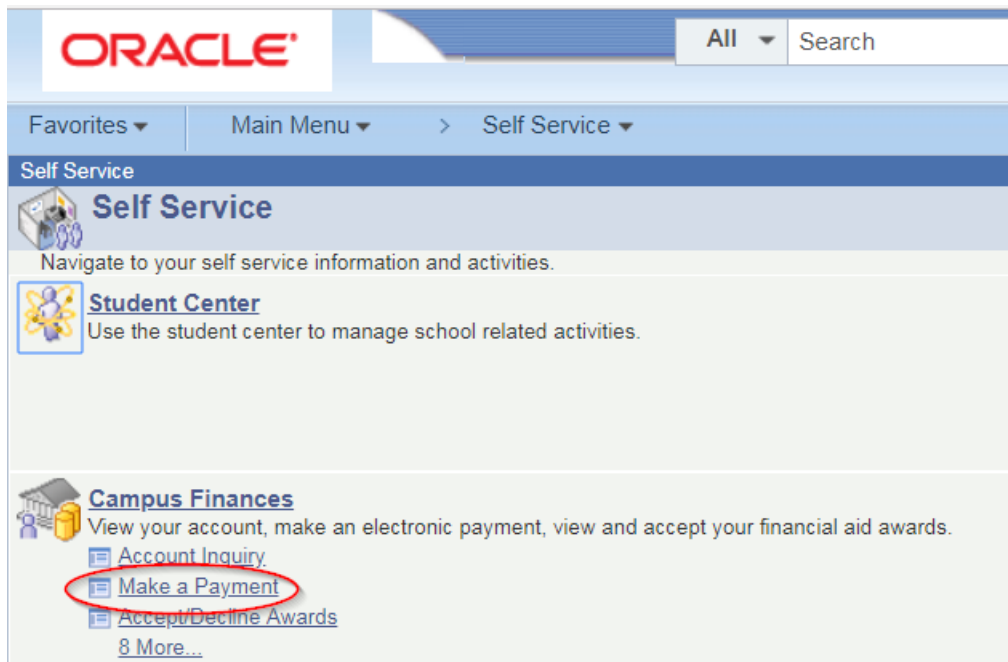 ORACLE
All Search
Favorites Main Menu > Self Service
Self Service
Self Service
Navigate to your self service information and activities.
Student Center
Use the student center to manage school related activities.
Campus Finances
View your account, make an electronic payment, view and accept your financial aid awards.
Account Inquiry
Make a Payment
Accept/Decline Awards
8 More...